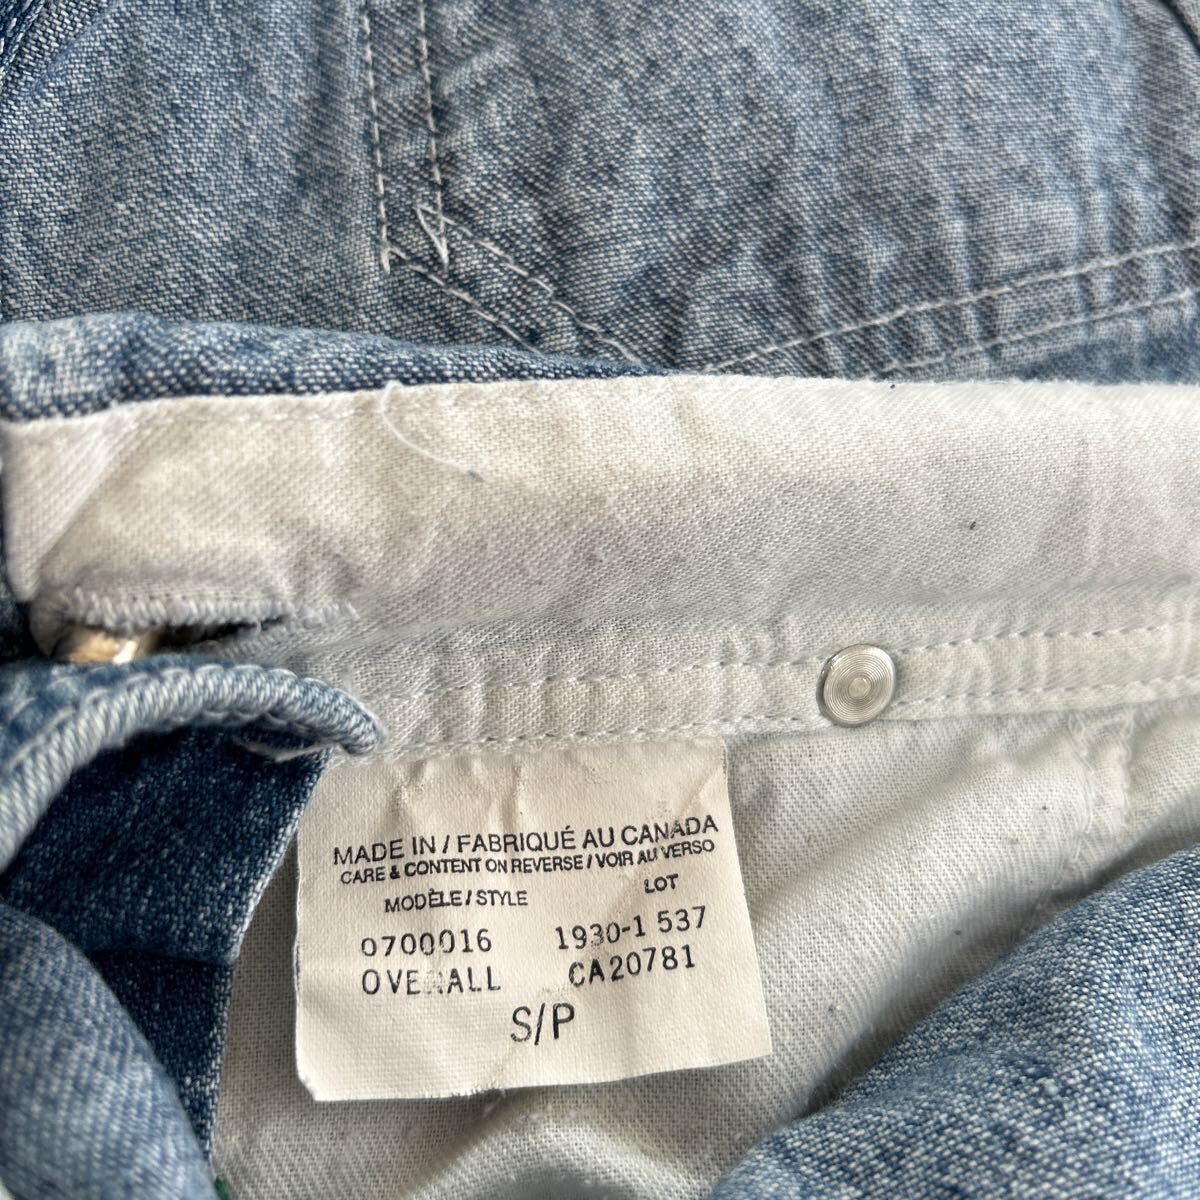 MADE IN / FABRIQUÉ AU CANADA
CARE & CONTENT ON REVERSE / VOIR AU VERSO
MODÈLE / STYLE LOT
0700016 1930-1 537
OVERALL CA20781
S/P